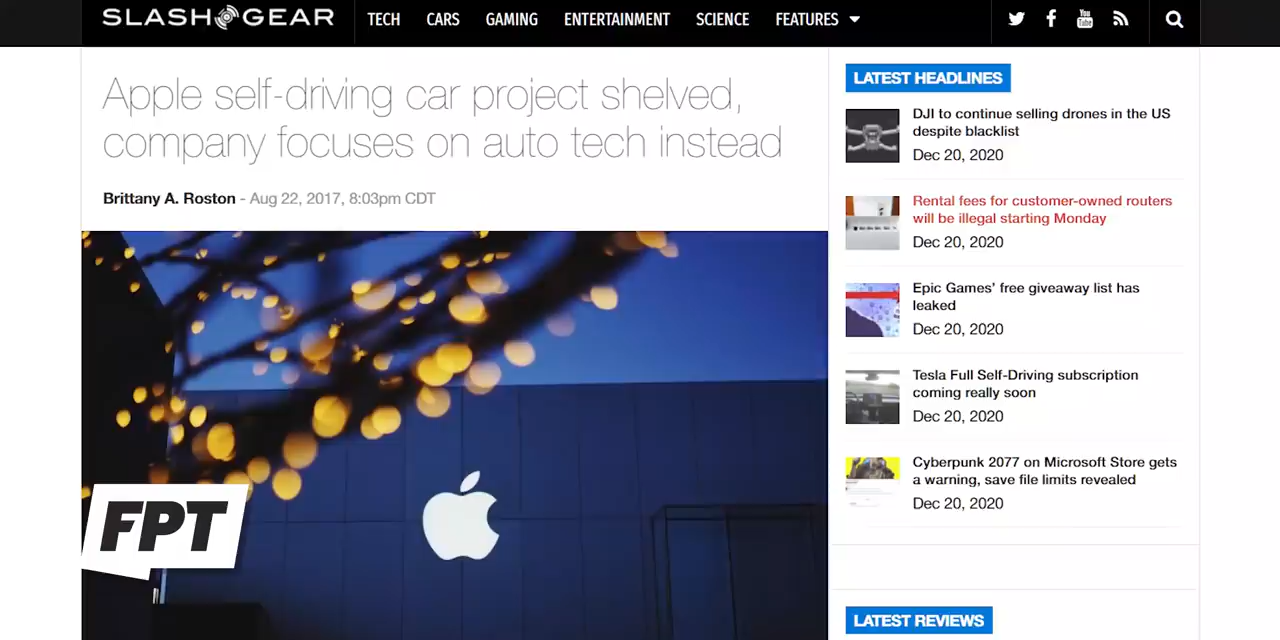 SLASHGEAR
TECH CARS GAMING ENTERTAINMENT SCIENCE FEATURES
You Tube
Apple self-driving car project shelved,
company focuses on auto tech instead
Brittany A. Roston - Aug 22, 2017, 8:03pm CDT
FPT
LATEST HEADLINES
DJI to continue selling drones in the US
despite blacklist
Dec 20, 2020
Rental fees for customer-owned routers
will be illegal starting Monday
Dec 20, 2020
Epic Games' free giveaway list has
leaked
Dec 20, 2020
Tesla Full Self-Driving subscription
coming really soon
Dec 20, 2020
Cyberpunk 2077 on Microsoft Store gets
a warning, save file limits revealed
Dec 20, 2020
LATEST REVIEWS